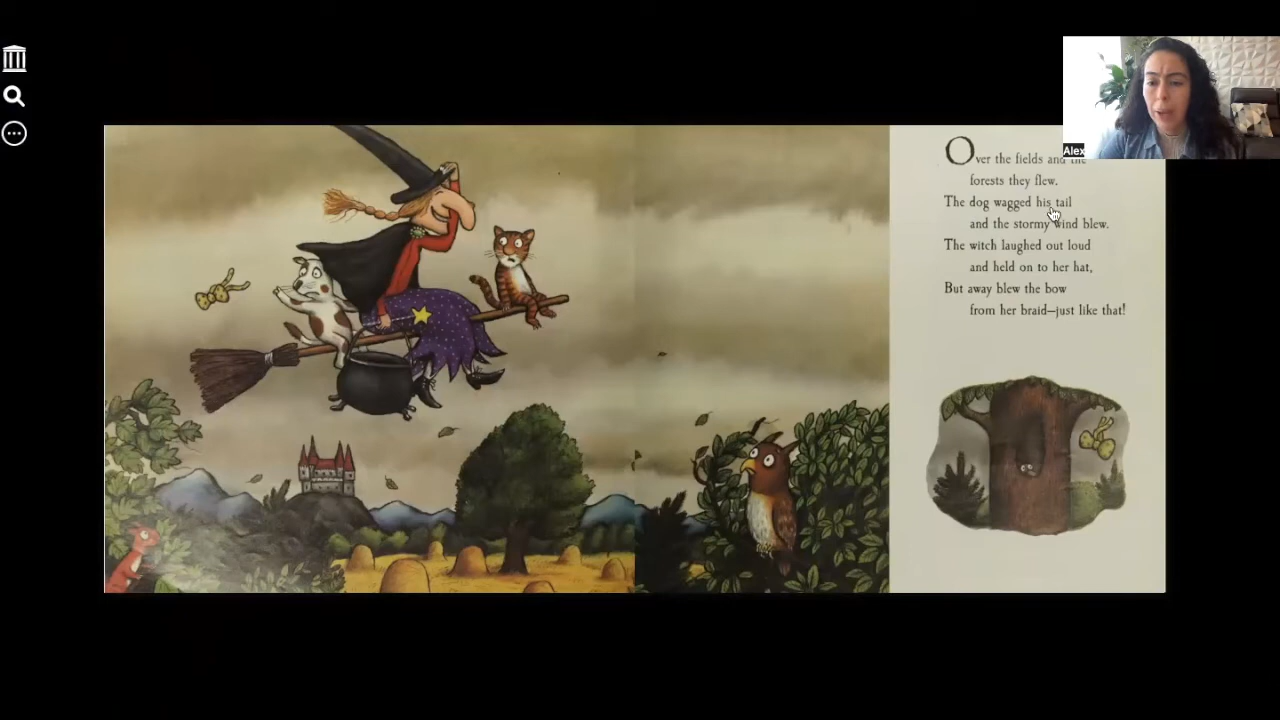 Alex
Over the fields and the
forests they flew.
The dog wagged his tail
and the stormy wind blew.
The witch laughed out loud
and held on to her hat,
But away blew the bow
from her braid—just like that!